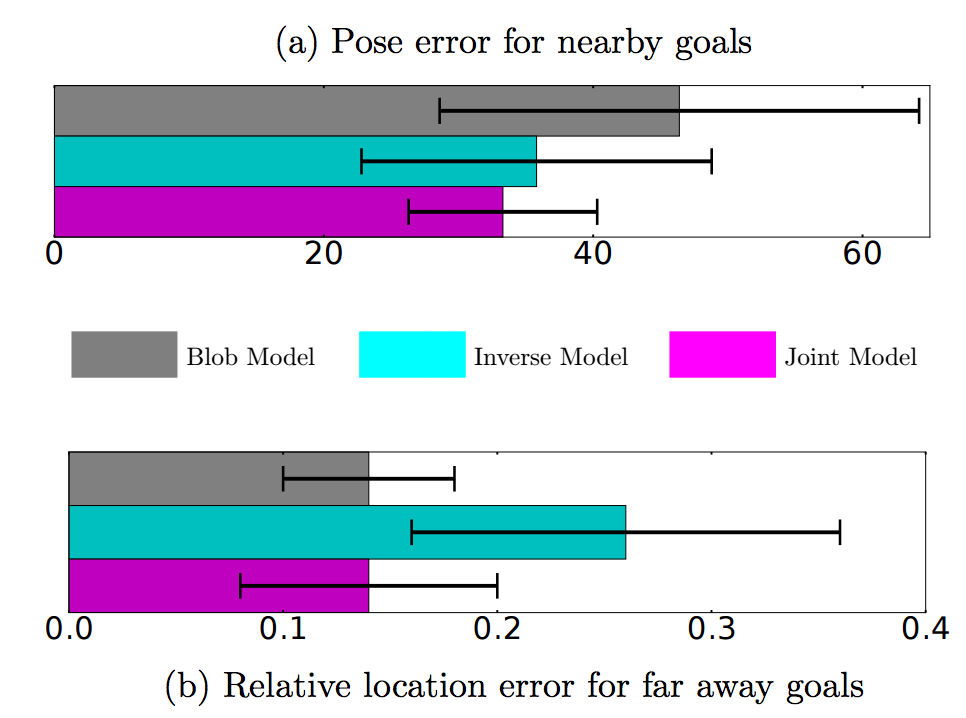 (a) Pose error for nearby goals
0 20 40 60
Blob Model Inverse Model Joint Model
0.0 0.1 0.2 0.3 0.4
(b) Relative location error for far away goals